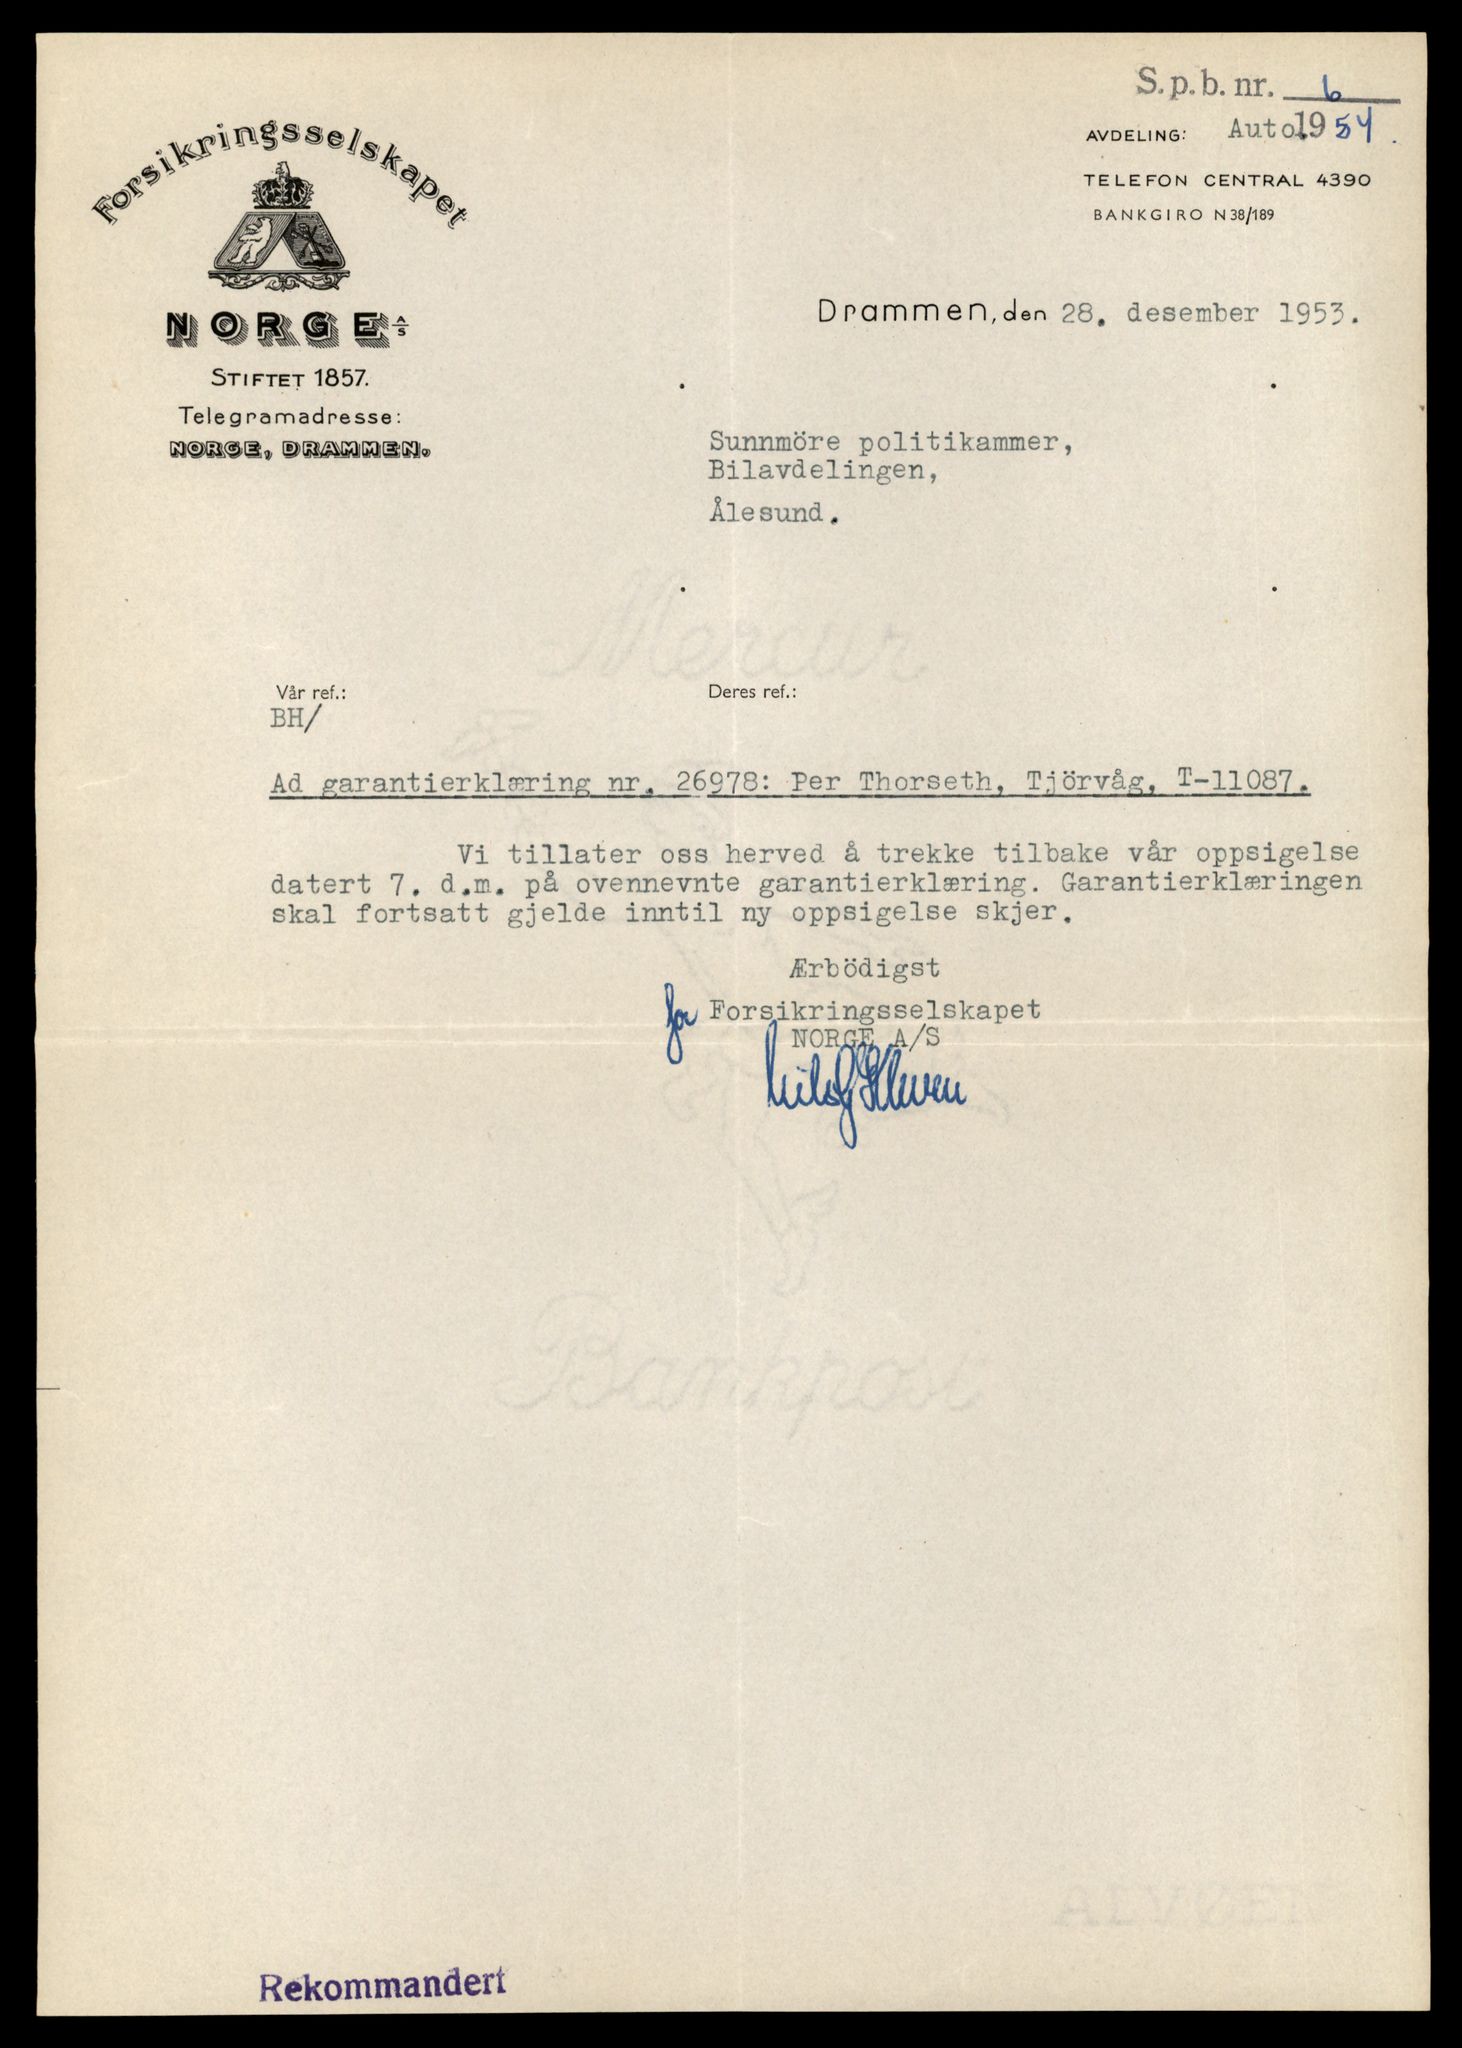 S.p.b. nr. 6
1954
AVDELING: Auto.
TELEFON CENTRAL 4390
BANKGIRO N38/189
Forsikringsselskapet
NORGE A/S
STIFTET 1857.
Telegramadresse:
NORGE, DRAMMEN.
Drammen, den 28. desember 1953.
Sunnmöre politikammer,
Bilavdelingen,
Ålesund.
Mercur
Vår ref.:
Deres ref.:
BH/
Ad garantierklæring nr. 26978: Per Thorseth, Tjörvåg, T-11087.
Vi tillater oss herved å trekke tilbake vår oppsigelse
datert 7. d.m. på ovennevnte garantierklæring. Garantierklæringen
skal fortsatt gjelde inntil ny oppsigelse skjer.
Ærbödigst
for Forsikringsselskapet
NORGE A/S
Bankpost
ALVØEN
Rekommandert